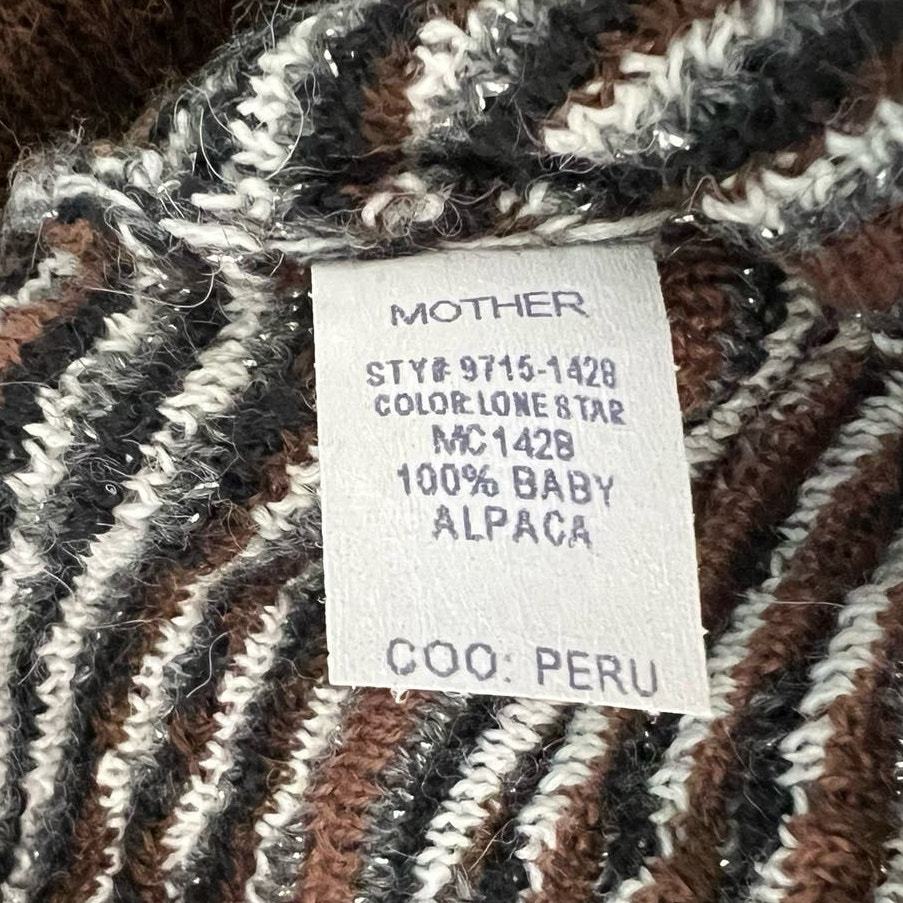 MOTHER
STY# 9715-1428
COLOR: LONE STAR
MC1428
100% BABY
ALPACA
COO: PERU